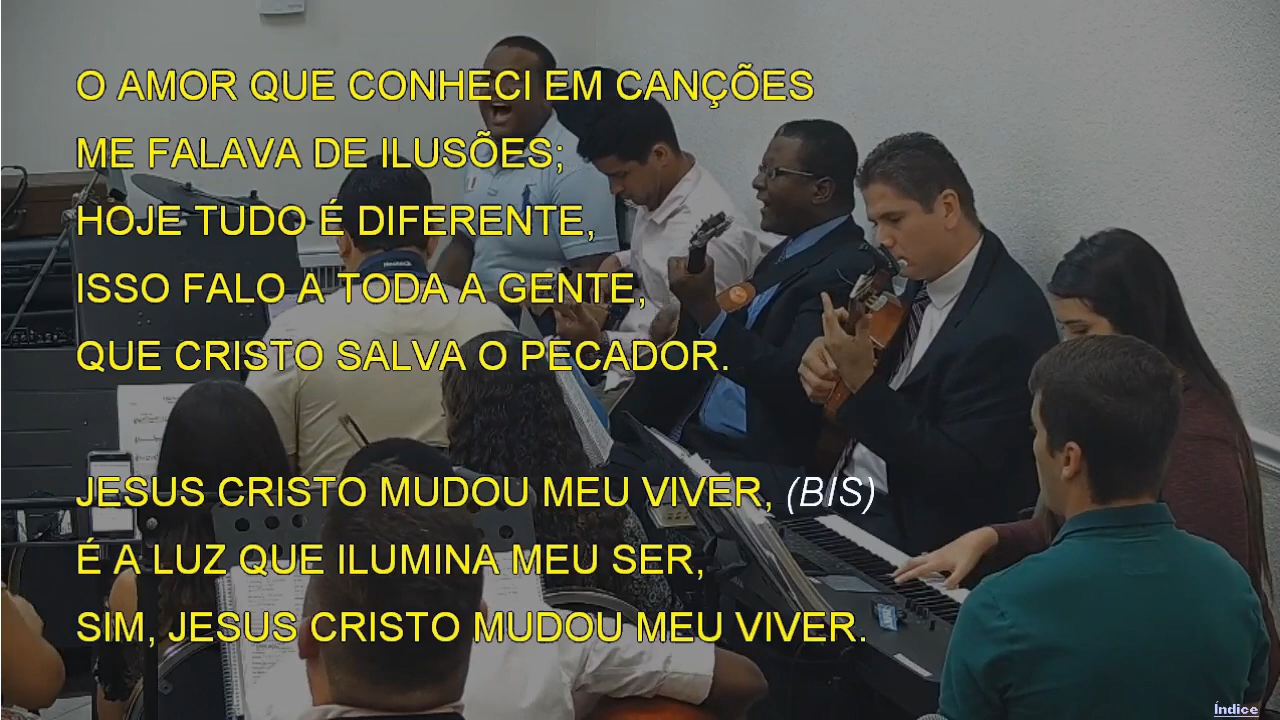 O AMOR QUE CONHECI EM CANÇÕES
ME FALAVA DE ILUSÕES;
HOJE TUDO É DIFERENTE,
ISSO FALO A TODA A GENTE,
QUE CRISTO SALVA O PECADOR.
JESUS CRISTO MUDOU MEU VIVER, (BIS)
É A LUZ QUE ILUMINA MEU SER,
SIM, JESUS CRISTO MUDOU MEU VIVER.
Índice